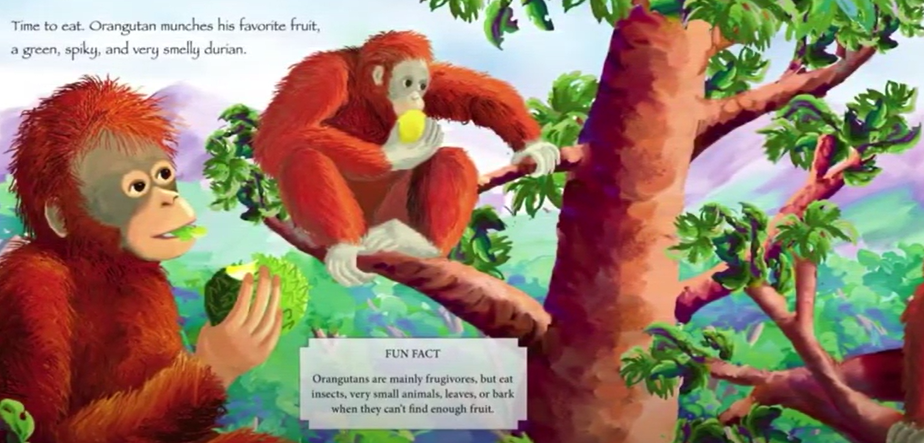 Time to eat. Orangutan munches his favorite fruit,
a green, spiky, and very smelly durian.
FUN FACT
Orangutans are mainly frugivores, but eat
insects, very small animals, leaves, or bark
when they can't find enough fruit.